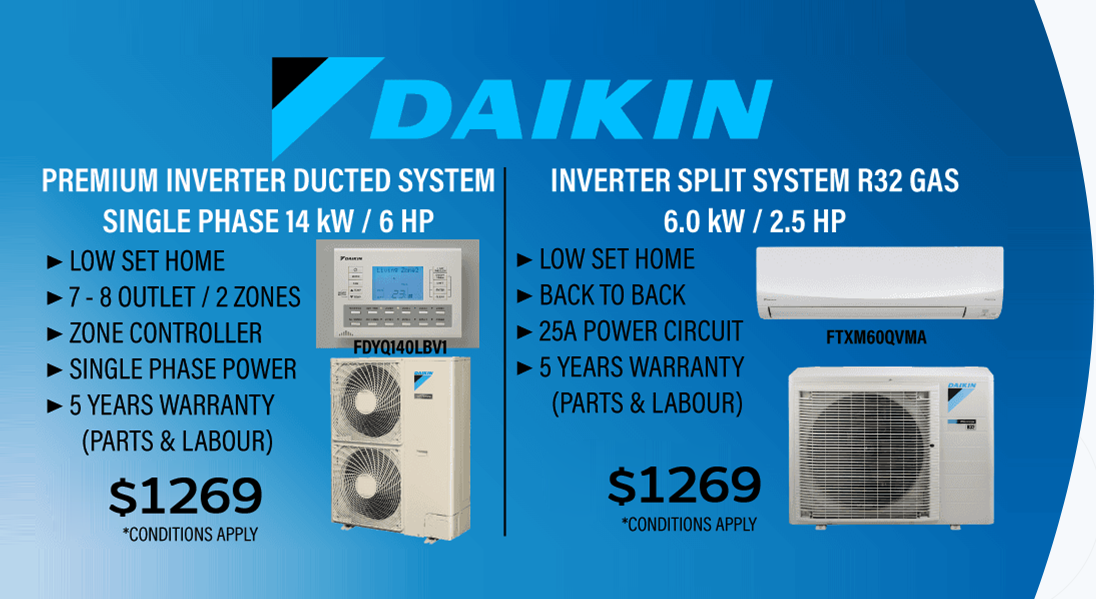 DAIKIN
PREMIUM INVERTER DUCTED SYSTEM
SINGLE PHASE 14 kW / 6 HP
► LOW SET HOME
► 7 - 8 OUTLET / 2 ZONES
► ZONE CONTROLLER
► SINGLE PHASE POWER
► 5 YEARS WARRANTY
(PARTS & LABOUR)
$1269
*CONDITIONS APPLY
DAIKIN
FDYQ140LBV1
DAIKIN
INVERTER SPLIT SYSTEM R32 GAS
6.0 kW / 2.5 HP
► LOW SET HOME
► BACK TO BACK
► 25A POWER CIRCUIT
► 5 YEARS WARRANTY
(PARTS & LABOUR)
$1269
*CONDITIONS APPLY
FTXM60QVMA
DAIKIN